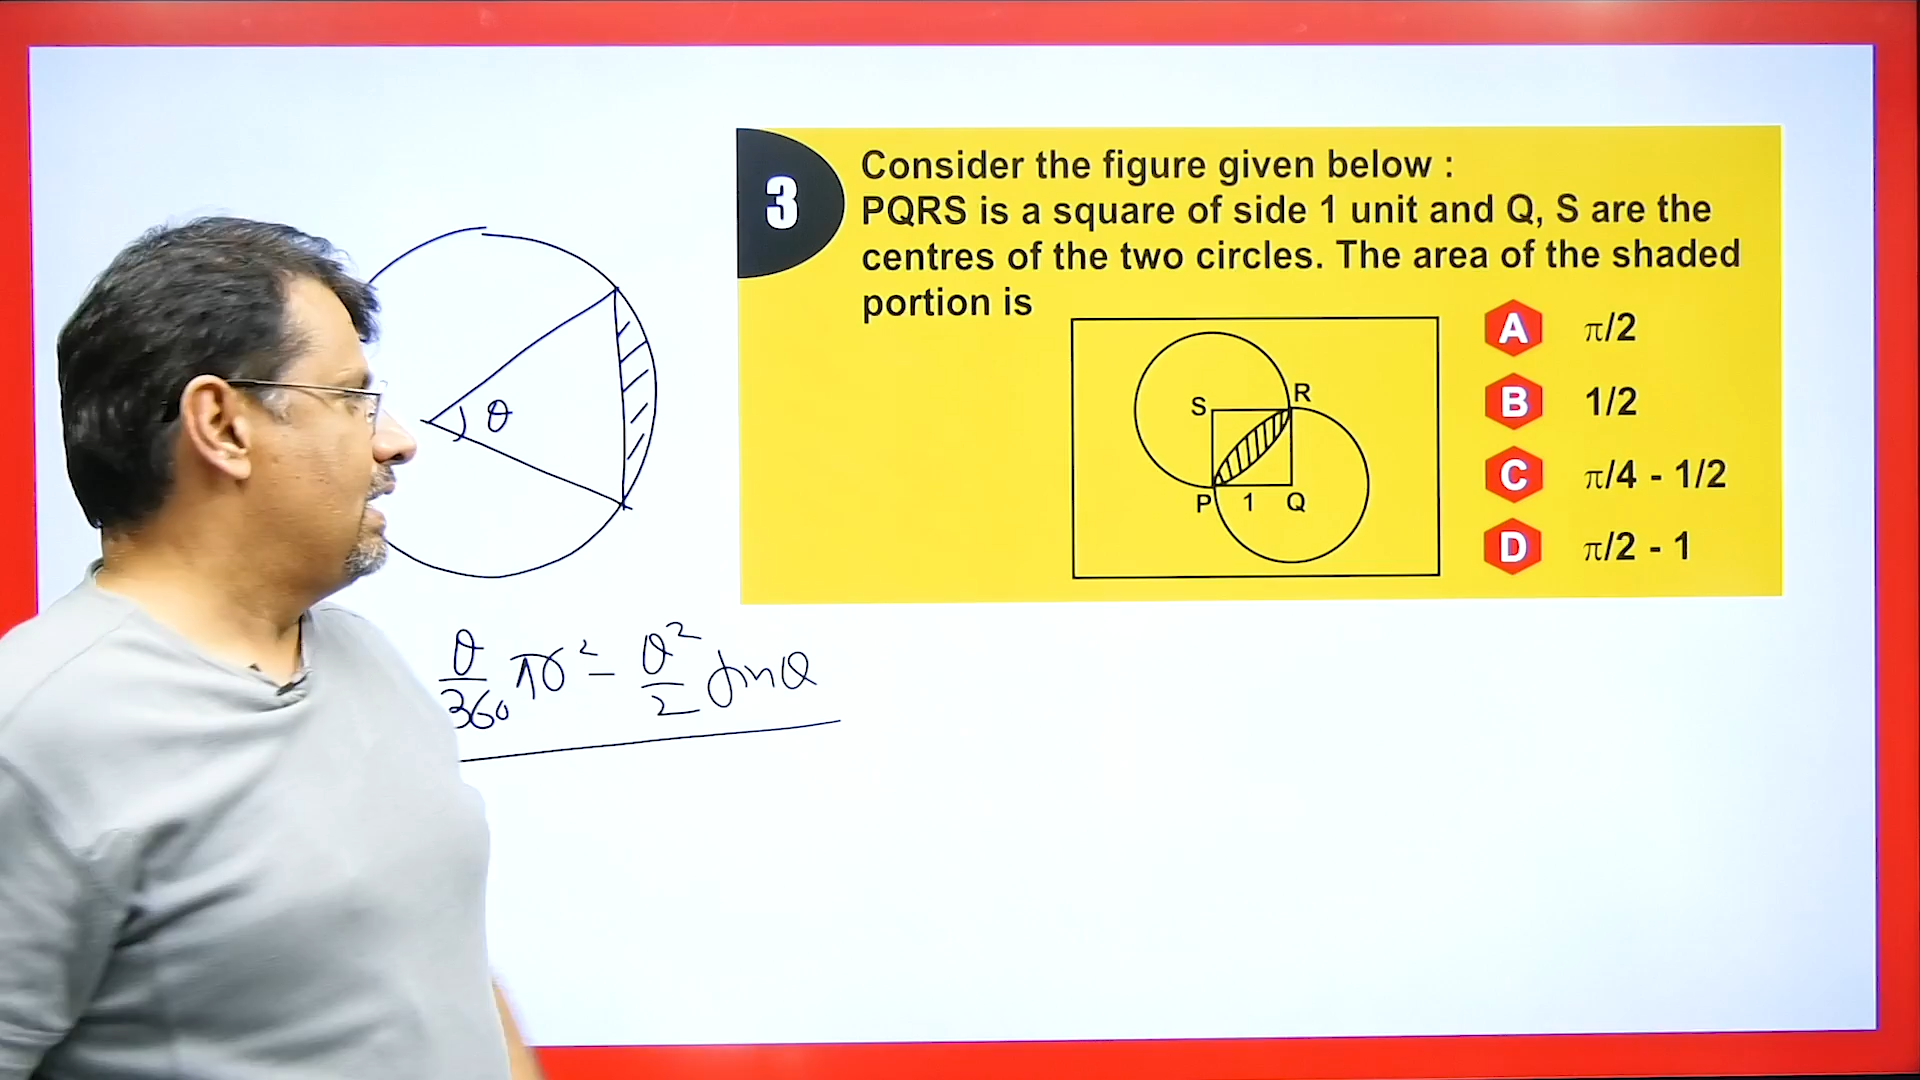 3
Consider the figure given below :
PQRS is a square of side 1 unit and Q, S are the
centres of the two circles. The area of the shaded
portion is
A π/2
B 1/2
C π/4 - 1/2
D π/2 - 1
S R
P 1 Q
θ
θ/360 πr² - θ²/2 sinθ